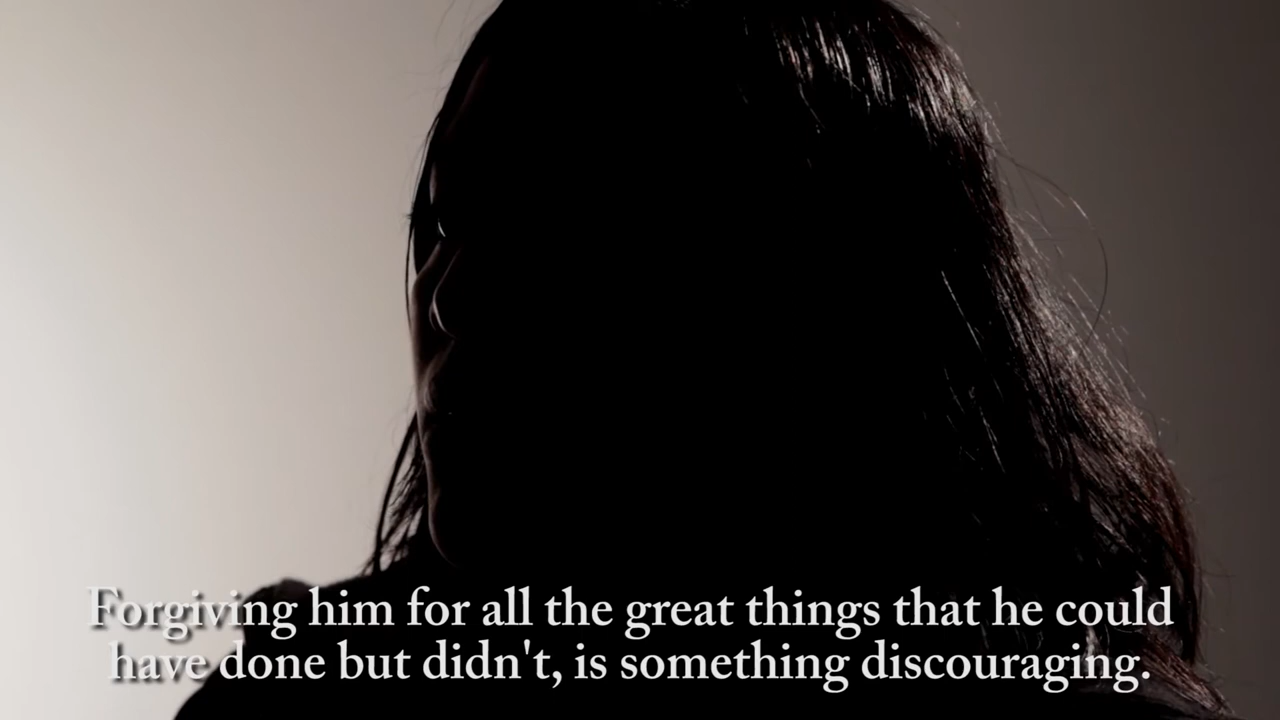 Forgiving him for all the great things that he could
have done but didn't, is something discouraging.